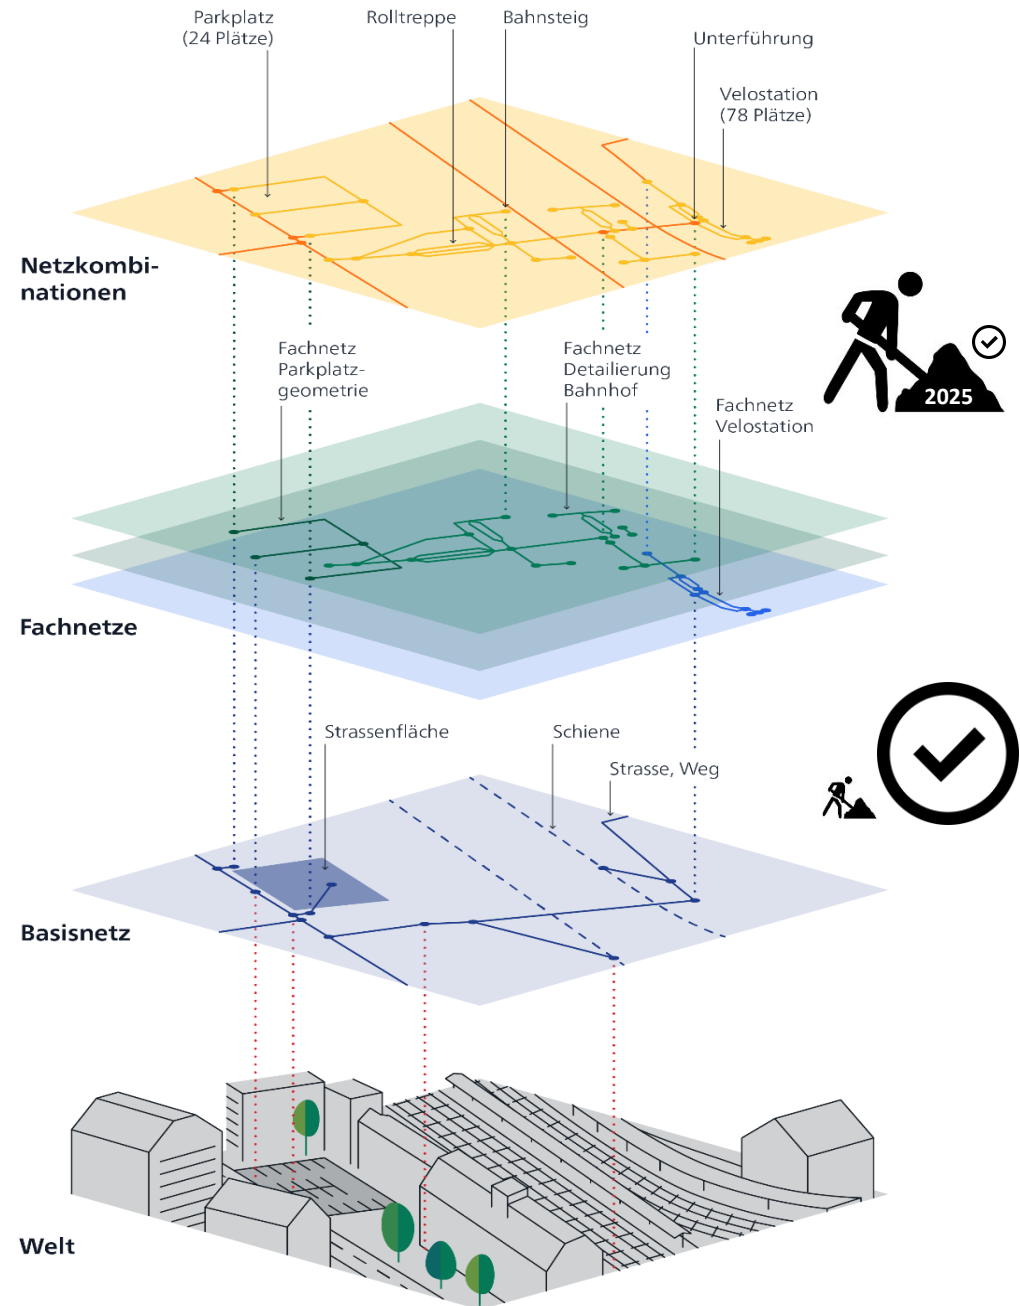 Parkplatz
(24 Plätze)
Rolltreppe
Bahnsteig
Unterführung
Velostation
(78 Plätze)
Netzkombi-
nationen
Fachnetz
Parkplatz-
geometrie
Fachnetz
Detailierung
Bahnhof
Fachnetz
Velostation
2025
Fachnetze
Strassenfläche
Schiene
Strasse, Weg
Basisnetz
Welt